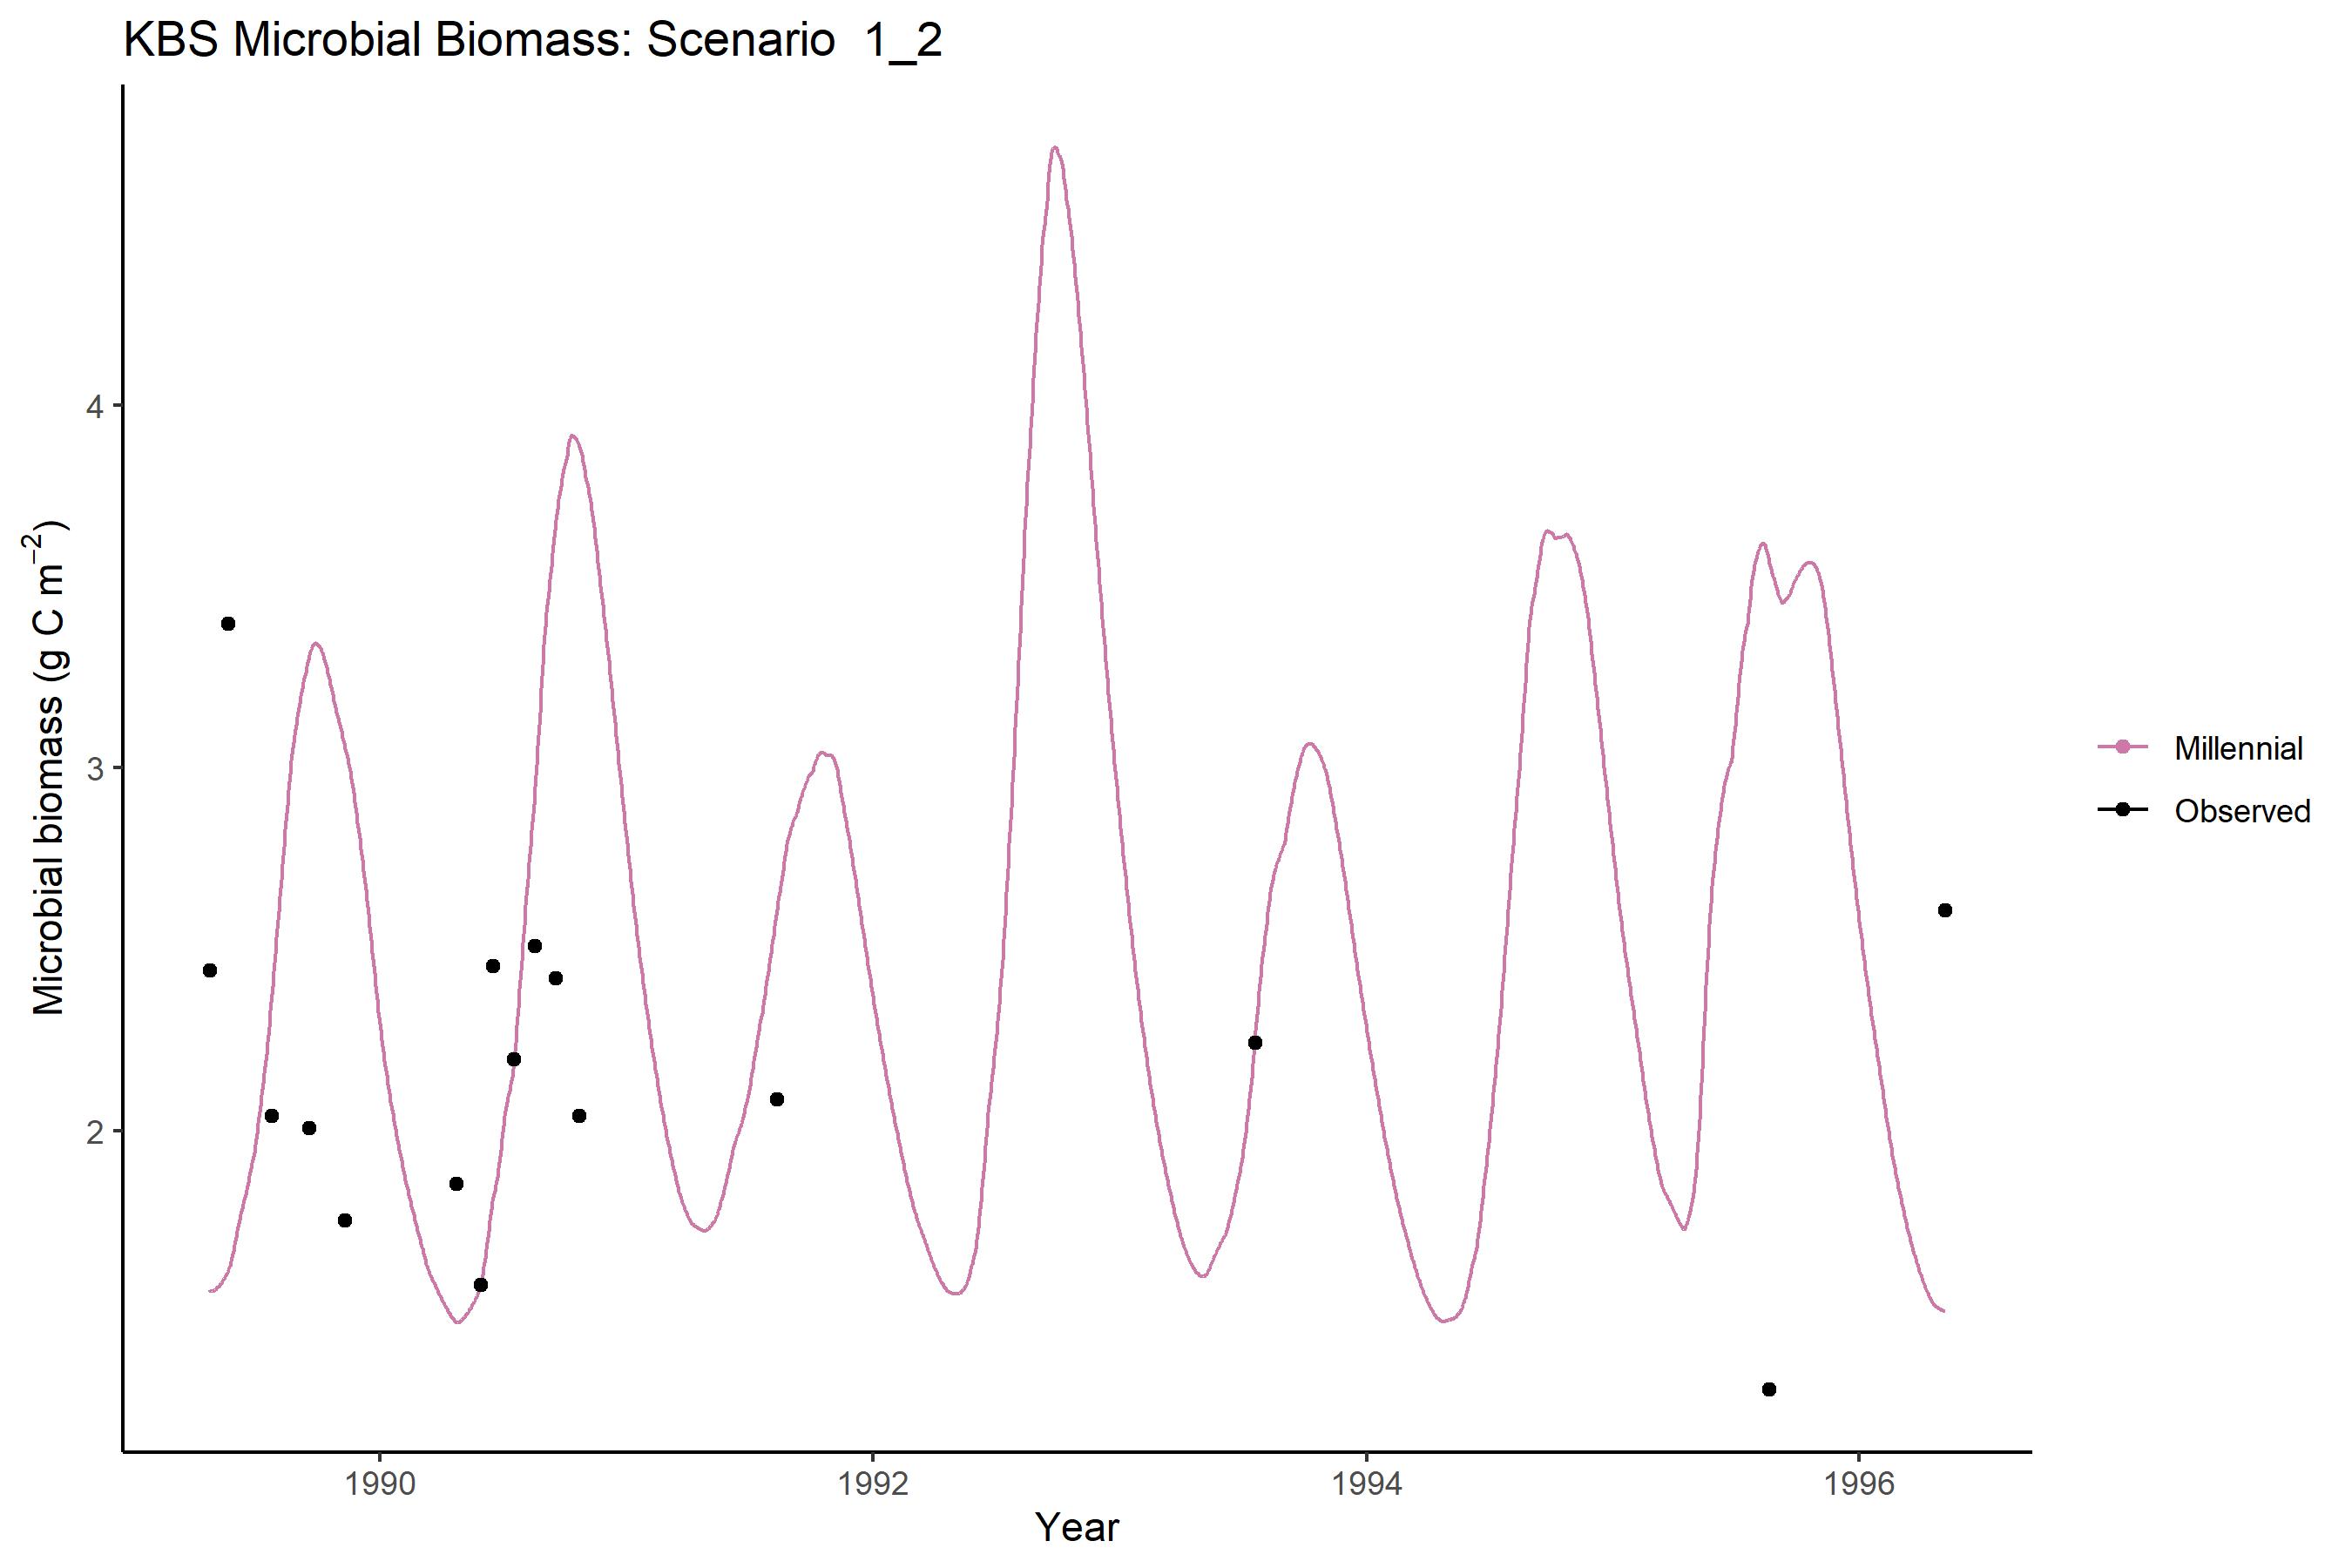 KBS Microbial Biomass: Scenario  1_2
Microbial biomass (g C m⁻²)
4
3
2
1990
1992
1994
1996
Year
Millennial
Observed